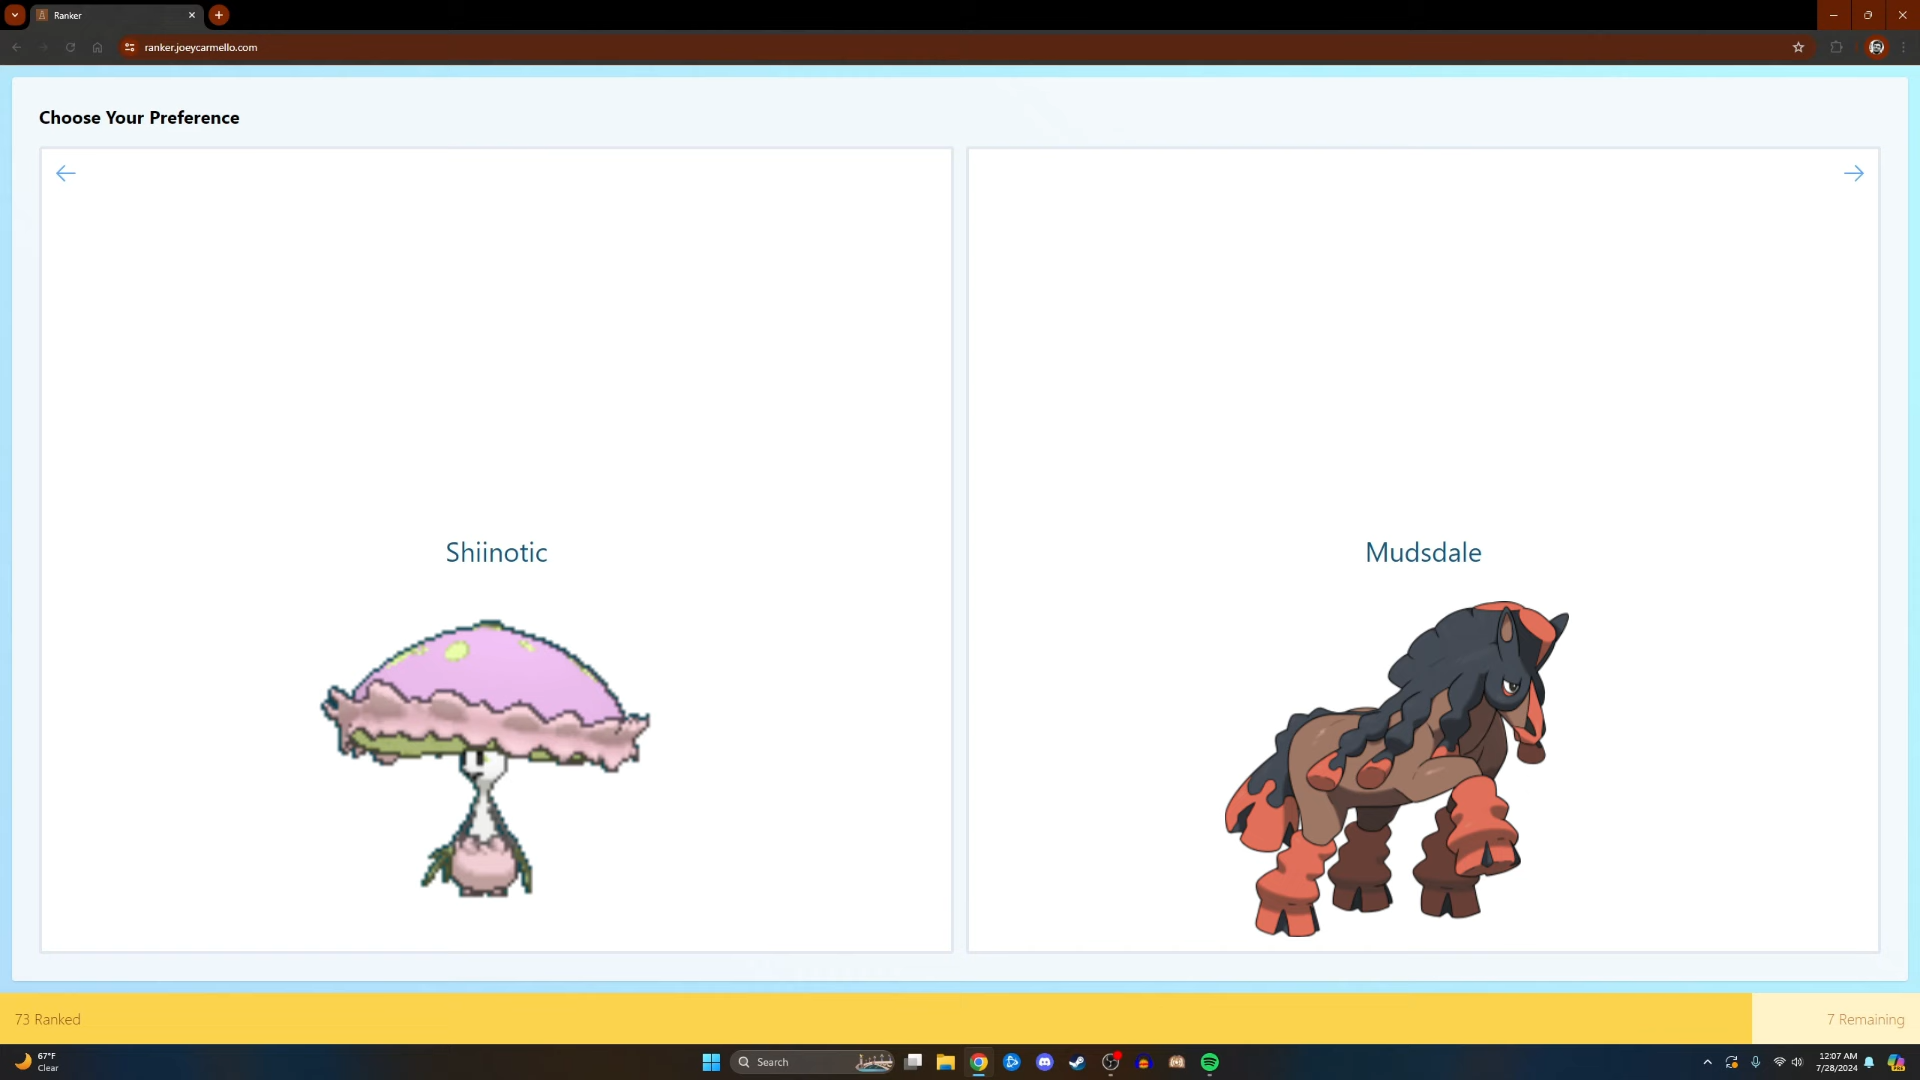 Ranker
ranker.joeycarmello.com
Choose Your Preference
Shiinotic
Mudsdale
73 Ranked
7 Remaining
67°F
Clear
Search
12:07 AM
7/28/2024